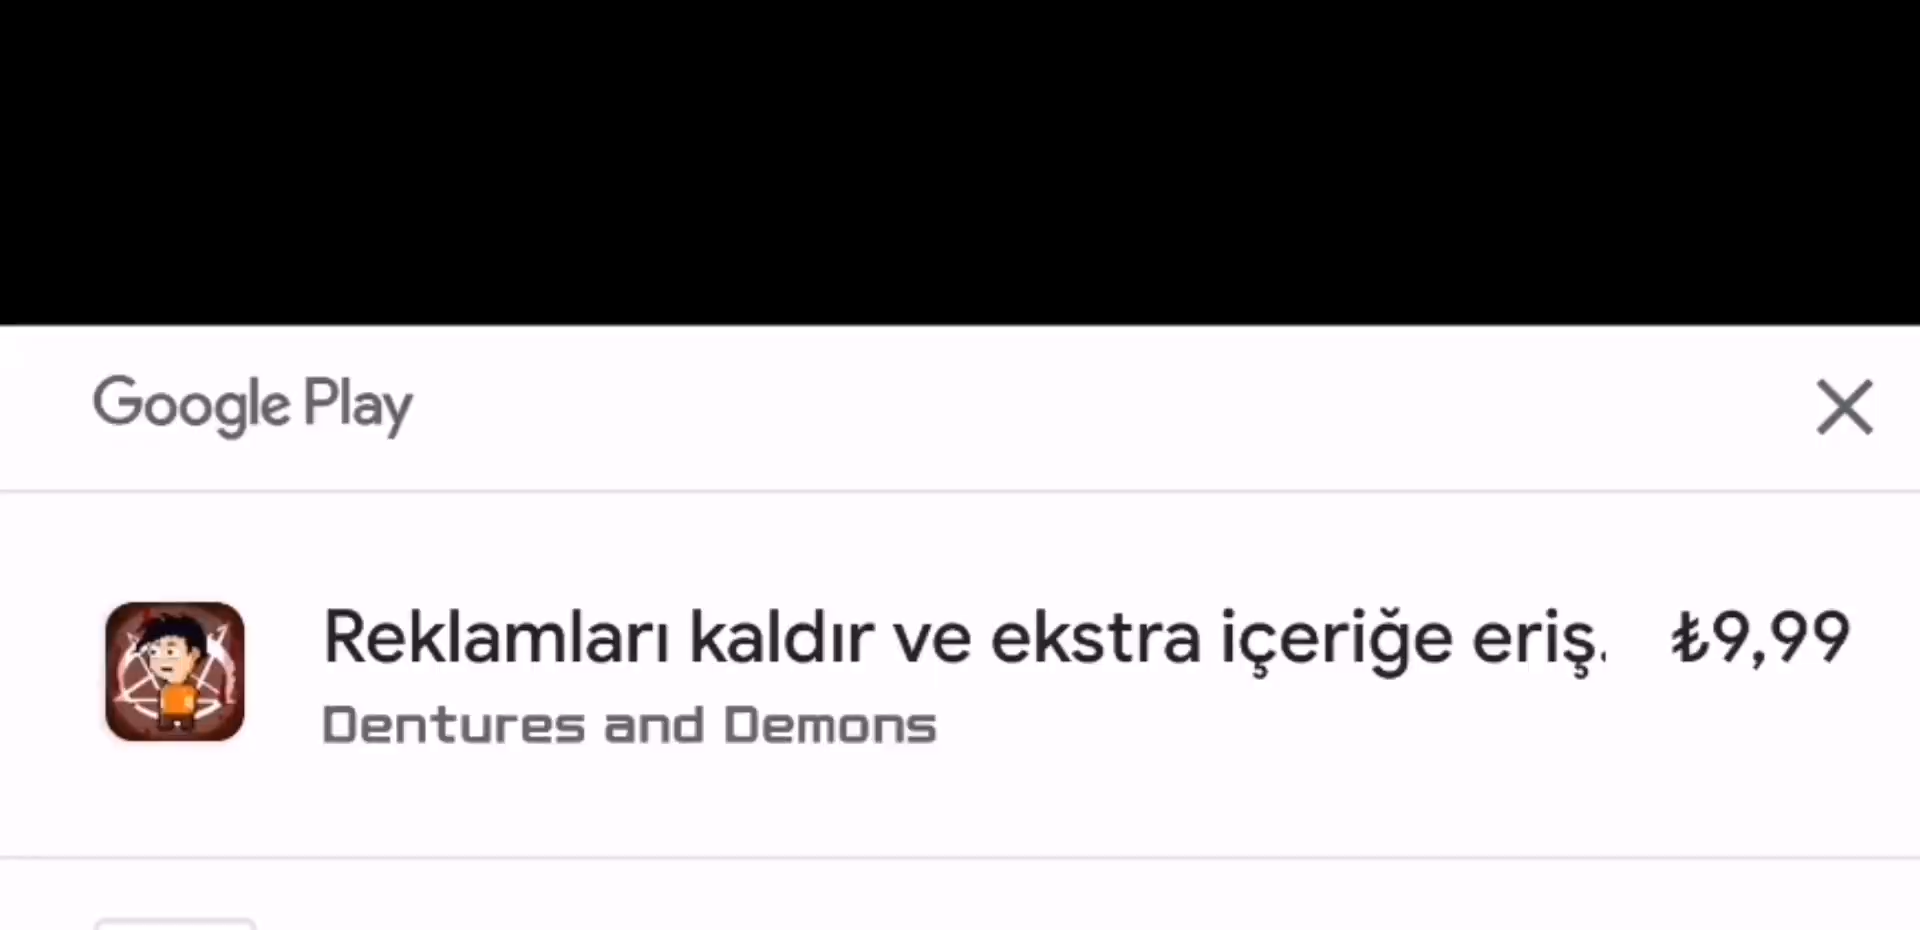 Google Play
Reklamları kaldır ve ekstra içeriğe eriş. ₺9,99
Dentures and Demons